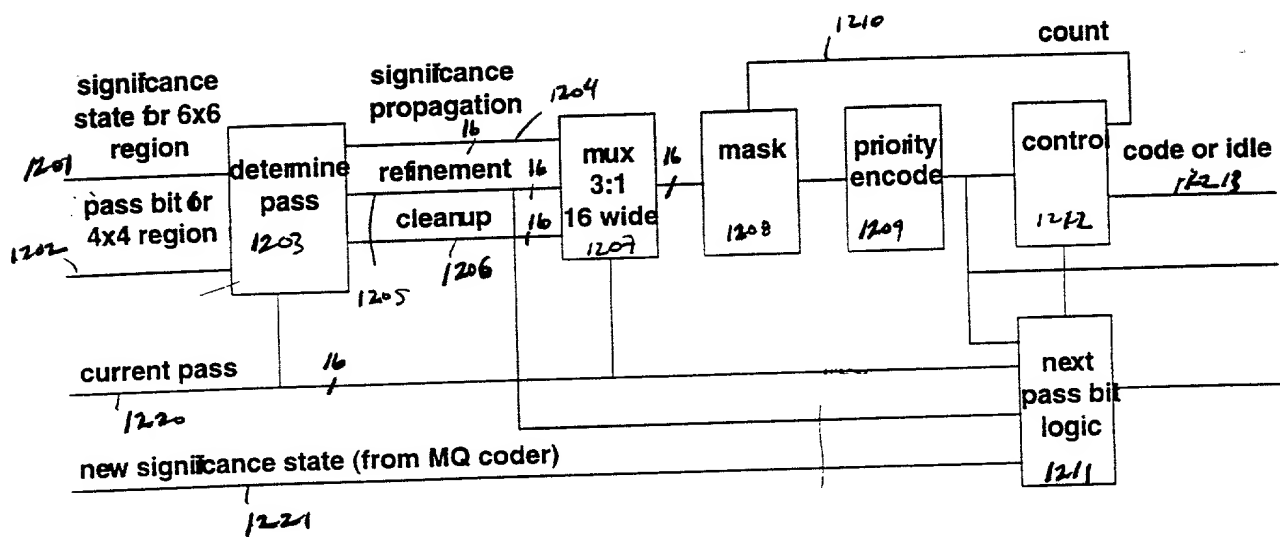 1210
count
signifcance
state for 6x6
region
1201
pass bit for
4x4 region
1202
determine
pass
1203
signifcance
propagation
1204
16
refinement
16
cleanup
16
1205
1206
mux
3:1
16 wide
1207
16
mask
1208
priority
encode
1209
control
1212
code or idle
1213
current pass
16
1220
new significance state (from MQ coder)
1221
next
pass bit
logic
1211